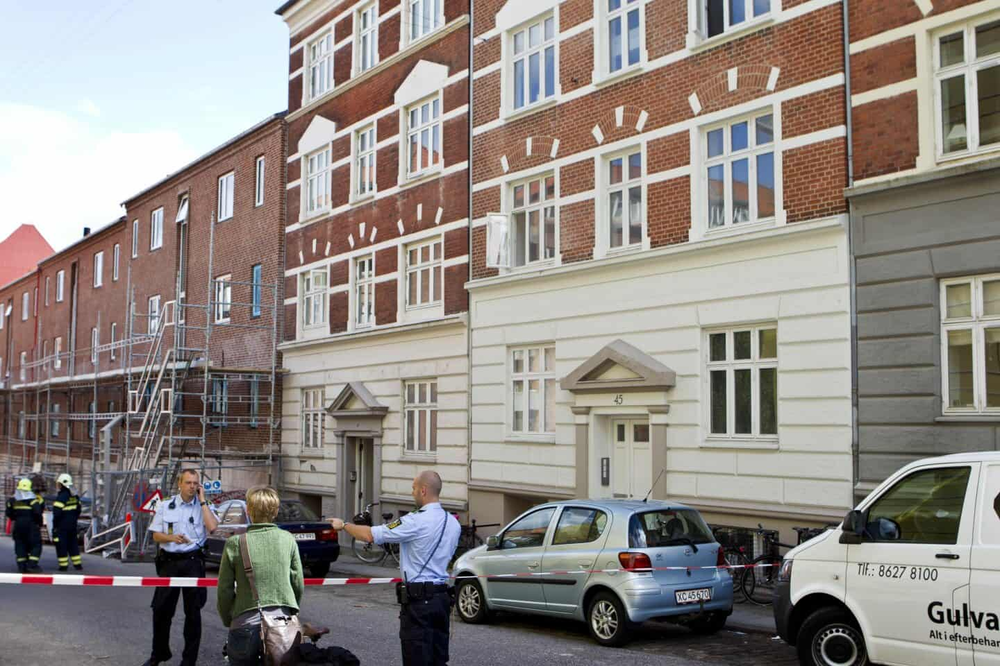 45
XC 45 670
Tlf.: 8627 8100
Gulva
Alt i efterbehan